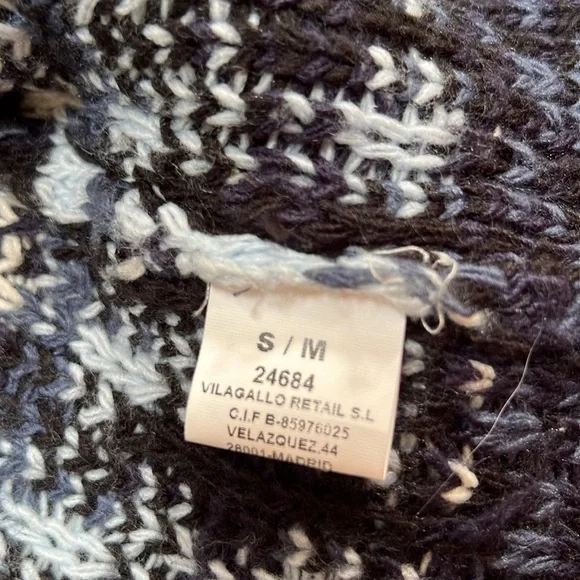 S / M
24684
VILAGALLO RETAIL S.L
C.I.F B-85976025
VELAZQUEZ,44
28001-MADRID